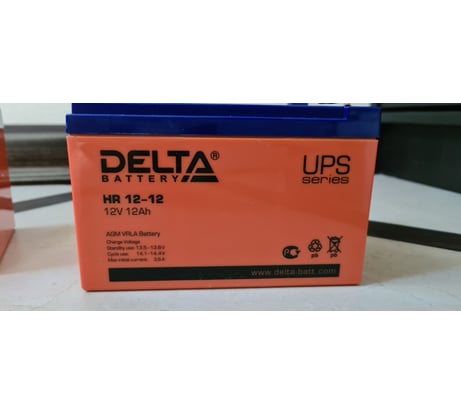 DELTA®
BATTERY
UPS
series
HR 12-12
12V 12Ah
AGM VRLA Battery
Charge Voltage
Standby use: 13.5-13.8V
Cycle use: 14.1-14.4V
Max initial current: 3.6A
Pb
Pb
www.delta-batt.com